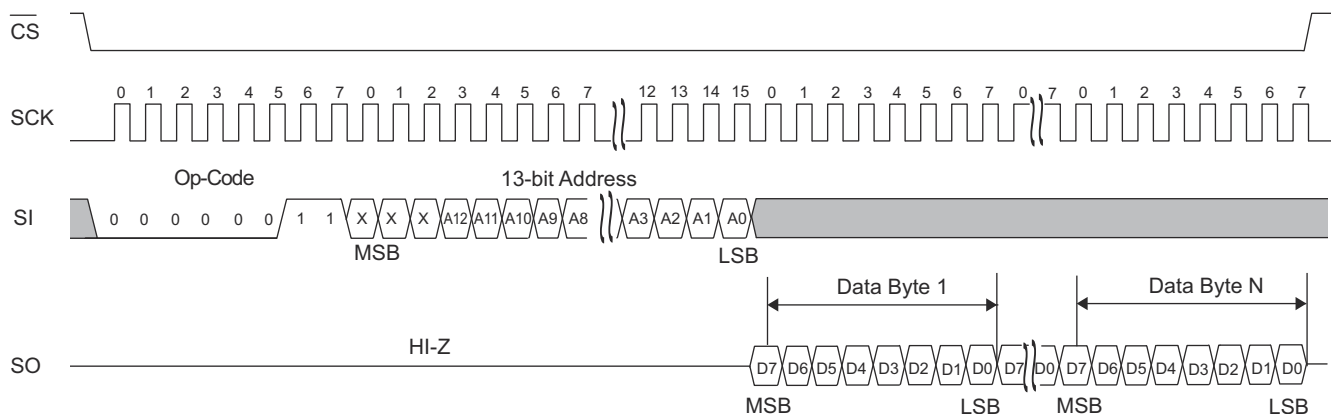 CS
0 1 2 3 4 5 6 7 0 1 2 3 4 5 6 7 12 13 14 15 0 1 2 3 4 5 6 7 0 7 0 1 2 3 4 5 6 7
SCK
Op-Code 13-bit Address
SI 0 0 0 0 0 0 1 1 X X X A12 A11 A10 A9 A8 A3 A2 A1 A0
MSB LSB
Data Byte 1 Data Byte N
HI-Z
SO D7 D6 D5 D4 D3 D2 D1 D0 D7 D0 D7 D6 D5 D4 D3 D2 D1 D0
MSB LSB MSB LSB